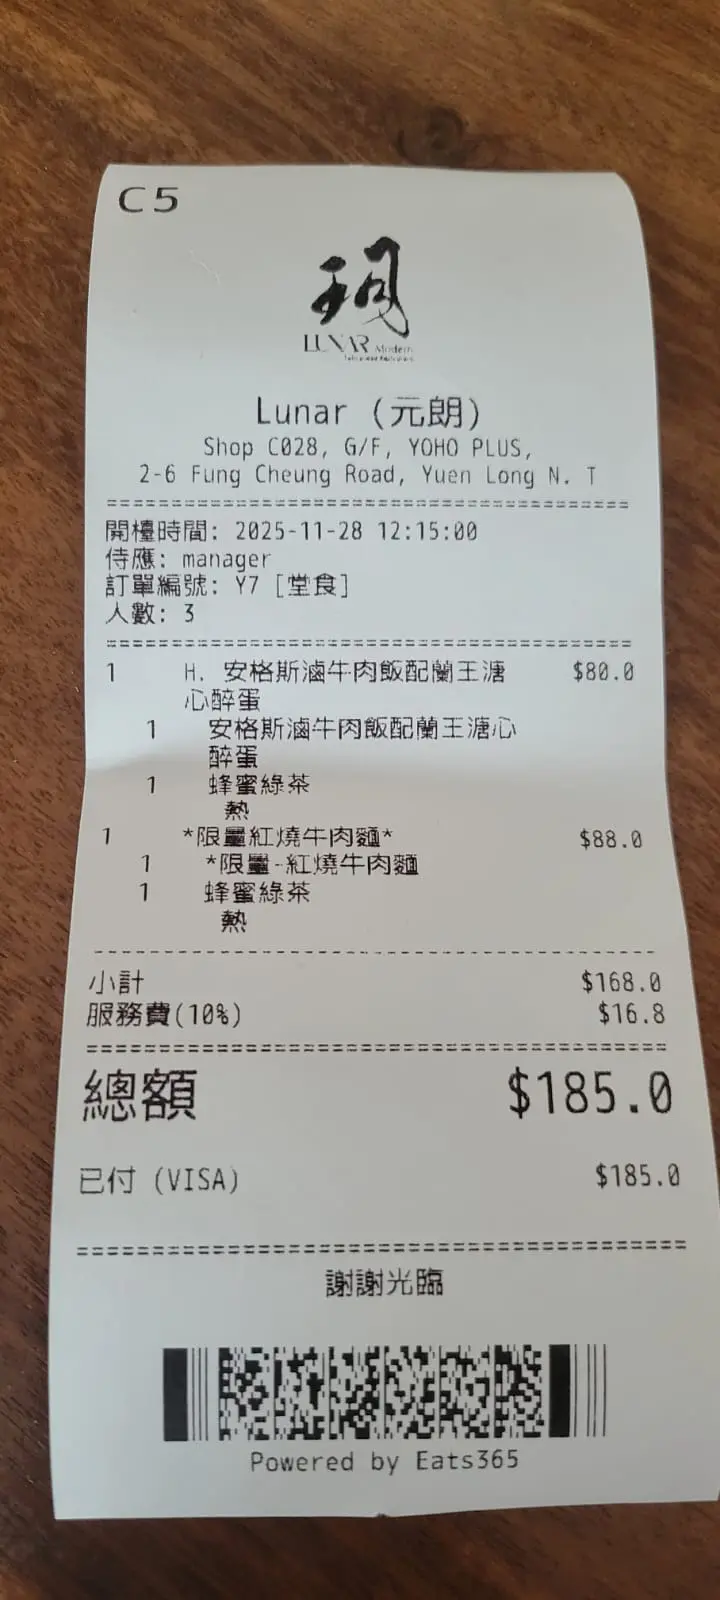 C5
玥
LUNAR Modern
Lunar (元朗)
Shop C028, G/F, YOHO PLUS,
2-6 Fung Cheung Road, Yuen Long N. T
開檯時間: 2025-11-28 12:15:00
侍應: manager
訂單編號: Y7 [堂食]
人數: 3
1 H. 安格斯滷牛肉飯配蘭王溏 $80.0
心醉蛋
1 安格斯滷牛肉飯配蘭王溏心
醉蛋
1 蜂蜜綠茶
熱
1 *限量紅燒牛肉麵* $88.0
1 *限量-紅燒牛肉麵
1 蜂蜜綠茶
熱
小計 $168.0
服務費(10%) $16.8
總額 $185.0
已付 (VISA) $185.0
謝謝光臨
Powered by Eats365